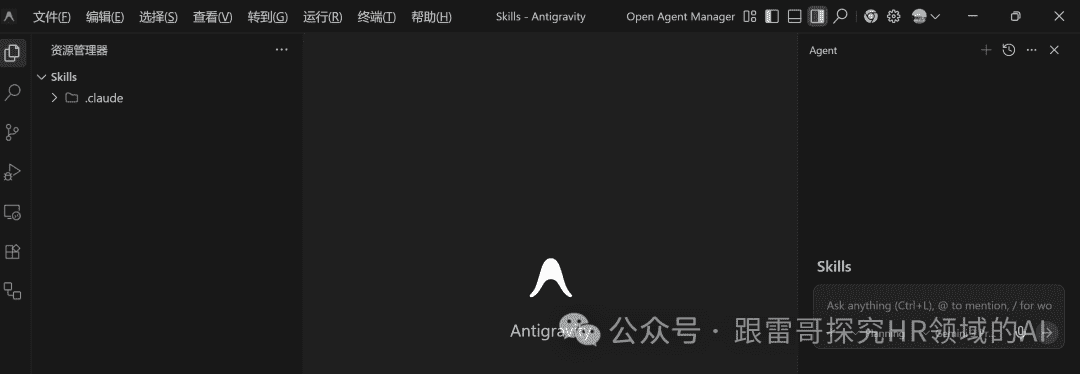 文件(F) 编辑(E) 选择(S) 查看(V) 转到(G) 运行(R) 终端(T) 帮助(H) Skills - Antigravity Open Agent Manager
资源管理器 ···
Agent
Skills
.claude
Skills
Ask anything (Ctrl+L), @ to mention, / for wo
Antigravity
公众号 · 跟雷哥探究HR领域的AI
Planning